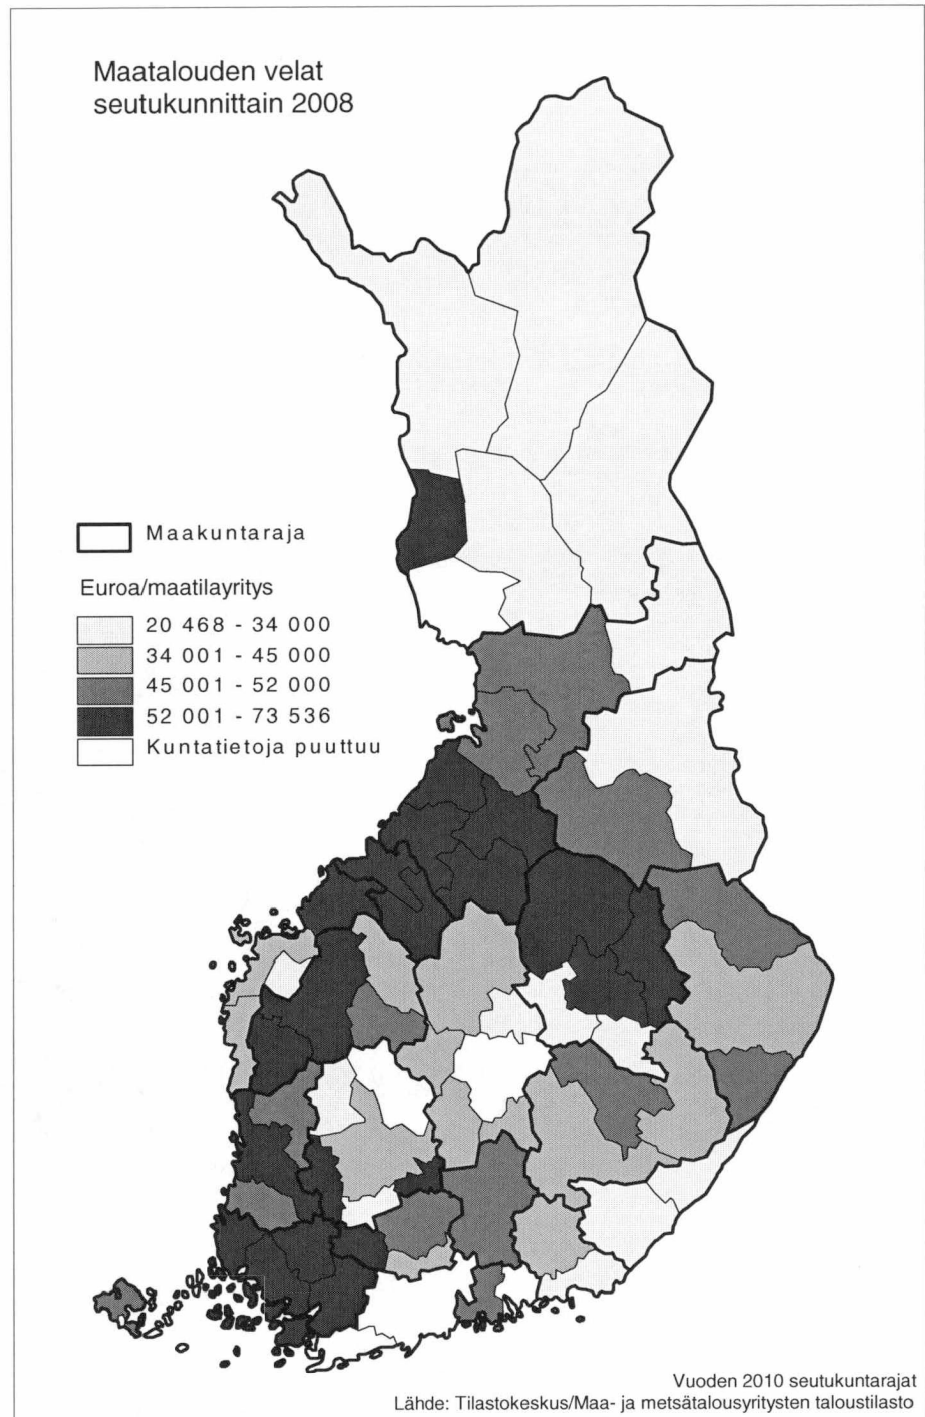 Maatalouden velat
seutukunnittain 2008
Maakuntaraja
Euroa/maatilayritys
20 468 - 34 000
34 001 - 45 000
45 001 - 52 000
52 001 - 73 536
Kuntatietoja puuttuu
Vuoden 2010 seutukuntarajat
Lähde: Tilastokeskus/Maa- ja metsätalousyritysten taloustilasto